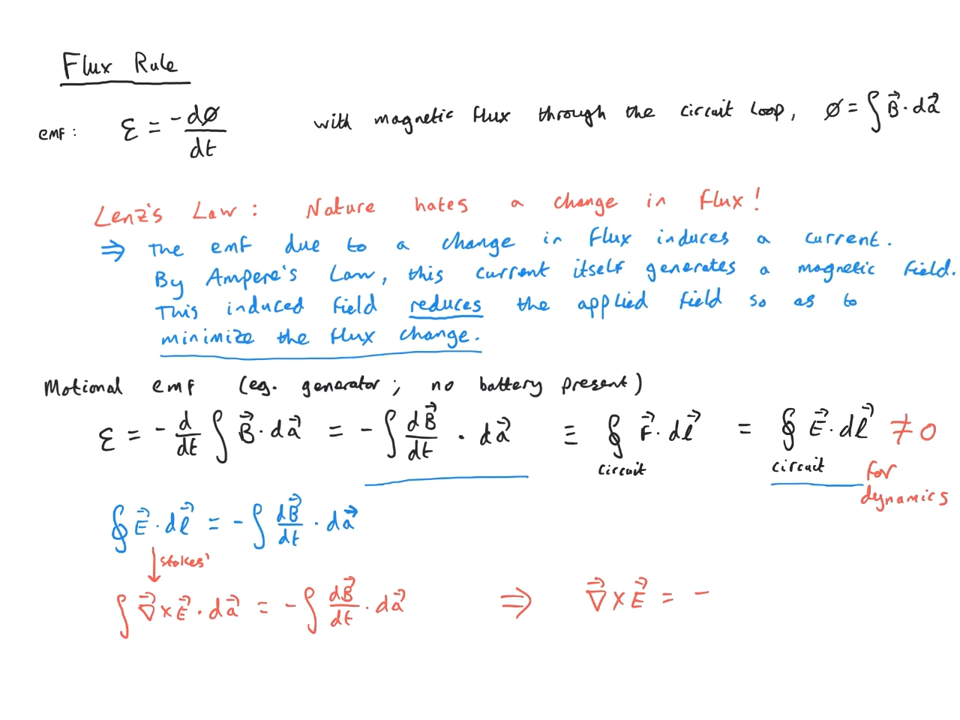 Flux Rule
emf: ε = -dø/dt with magnetic flux through the circuit loop, ø = ∫ B⃗ · da⃗
Lenz's Law: Nature hates a change in flux!
⇒ The emf due to a change in flux induces a current.
By Ampere's Law, this current itself generates a magnetic field.
This induced field reduces the applied field so as to
minimize the flux change.
Motional emf (eg. generator; no battery present)
ε = - d/dt ∫ B⃗ · da⃗ = - ∫ dB⃗/dt · da⃗ ≡ ∮ F⃗ · dl⃗ = ∮ E⃗ · dl⃗ ≠ 0
circuit circuit for
dynamics
∮ E⃗ · dl⃗ = - ∫ dB⃗/dt · da⃗
↓ Stokes'
∫ ∇⃗ × E⃗ · da⃗ = - ∫ dB⃗/dt · da⃗ ⇒ ∇⃗ × E⃗ = -